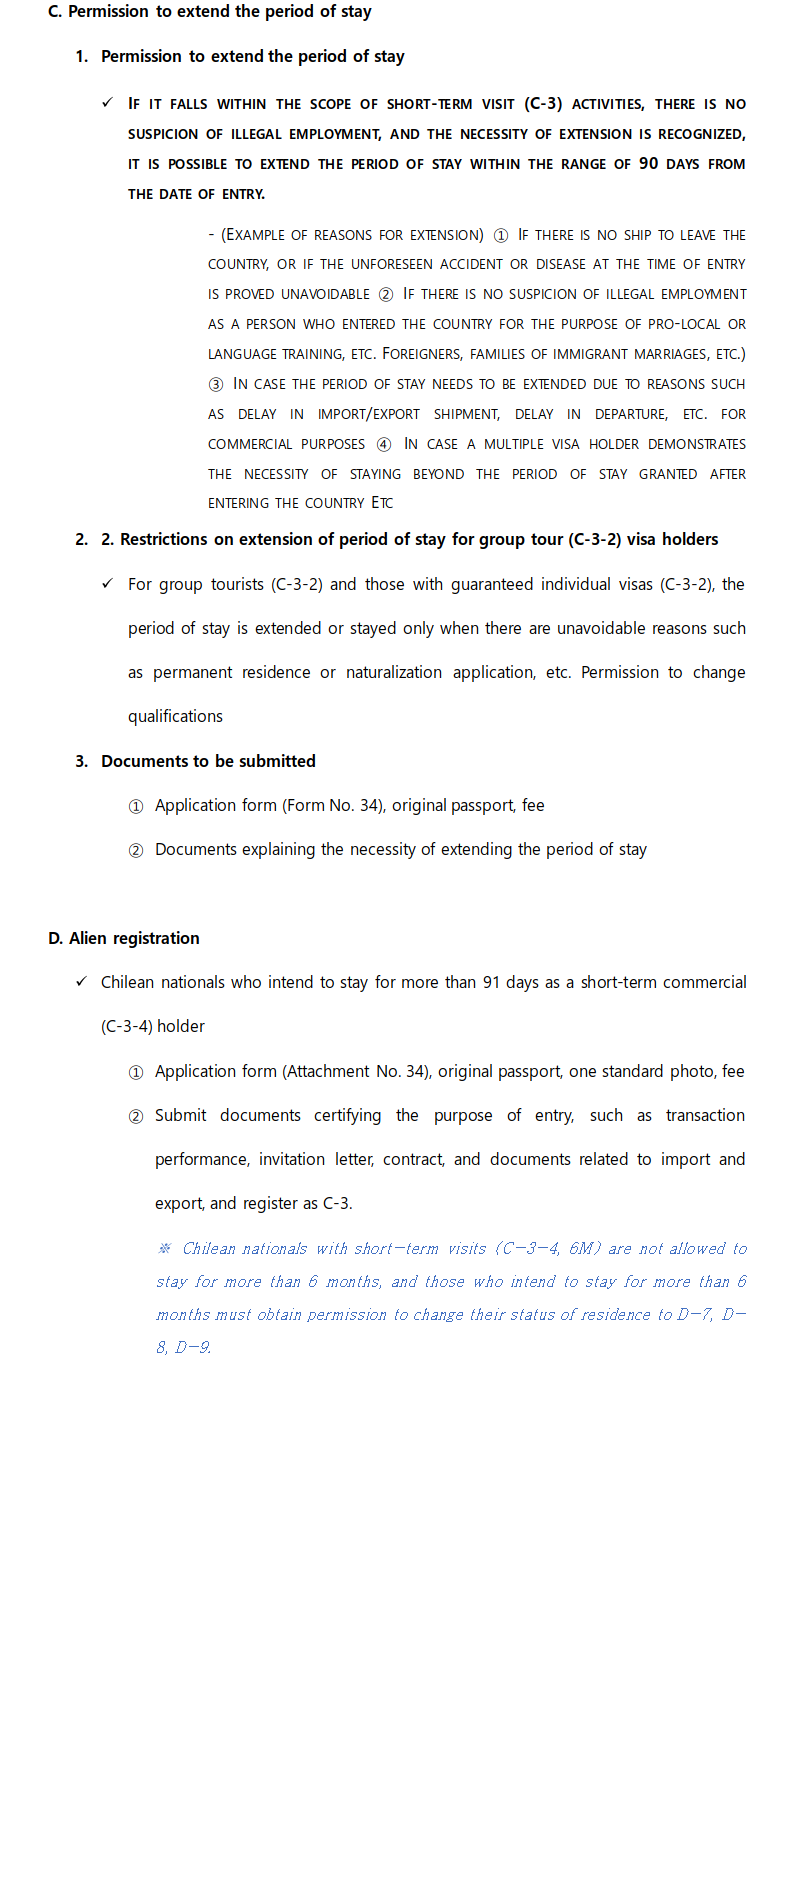 C. Permission to extend the period of stay
1. Permission to extend the period of stay
✓ IF IT FALLS WITHIN THE SCOPE OF SHORT-TERM VISIT (C-3) ACTIVITIES, THERE IS NO
SUSPICION OF ILLEGAL EMPLOYMENT, AND THE NECESSITY OF EXTENSION IS RECOGNIZED,
IT IS POSSIBLE TO EXTEND THE PERIOD OF STAY WITHIN THE RANGE OF 90 DAYS FROM
THE DATE OF ENTRY.
- (EXAMPLE OF REASONS FOR EXTENSION) ① IF THERE IS NO SHIP TO LEAVE THE
COUNTRY, OR IF THE UNFORESEEN ACCIDENT OR DISEASE AT THE TIME OF ENTRY
IS PROVED UNAVOIDABLE ② IF THERE IS NO SUSPICION OF ILLEGAL EMPLOYMENT
AS A PERSON WHO ENTERED THE COUNTRY FOR THE PURPOSE OF PRO-LOCAL OR
LANGUAGE TRAINING, ETC. FOREIGNERS, FAMILIES OF IMMIGRANT MARRIAGES, ETC.)
③ IN CASE THE PERIOD OF STAY NEEDS TO BE EXTENDED DUE TO REASONS SUCH
AS DELAY IN IMPORT/EXPORT SHIPMENT, DELAY IN DEPARTURE, ETC. FOR
COMMERCIAL PURPOSES ④ IN CASE A MULTIPLE VISA HOLDER DEMONSTRATES
THE NECESSITY OF STAYING BEYOND THE PERIOD OF STAY GRANTED AFTER
ENTERING THE COUNTRY ETC
2. 2. Restrictions on extension of period of stay for group tour (C-3-2) visa holders
✓ For group tourists (C-3-2) and those with guaranteed individual visas (C-3-2), the
period of stay is extended or stayed only when there are unavoidable reasons such
as permanent residence or naturalization application, etc. Permission to change
qualifications
3. Documents to be submitted
① Application form (Form No. 34), original passport, fee
② Documents explaining the necessity of extending the period of stay
D. Alien registration
✓ Chilean nationals who intend to stay for more than 91 days as a short-term commercial
(C-3-4) holder
① Application form (Attachment No. 34), original passport, one standard photo, fee
② Submit documents certifying the purpose of entry, such as transaction
performance, invitation letter, contract, and documents related to import and
export, and register as C-3.
※ Chilean nationals with short-term visits (C-3-4, 6M) are not allowed to
stay for more than 6 months, and those who intend to stay for more than 6
months must obtain permission to change their status of residence to D-7, D-
8, D-9.